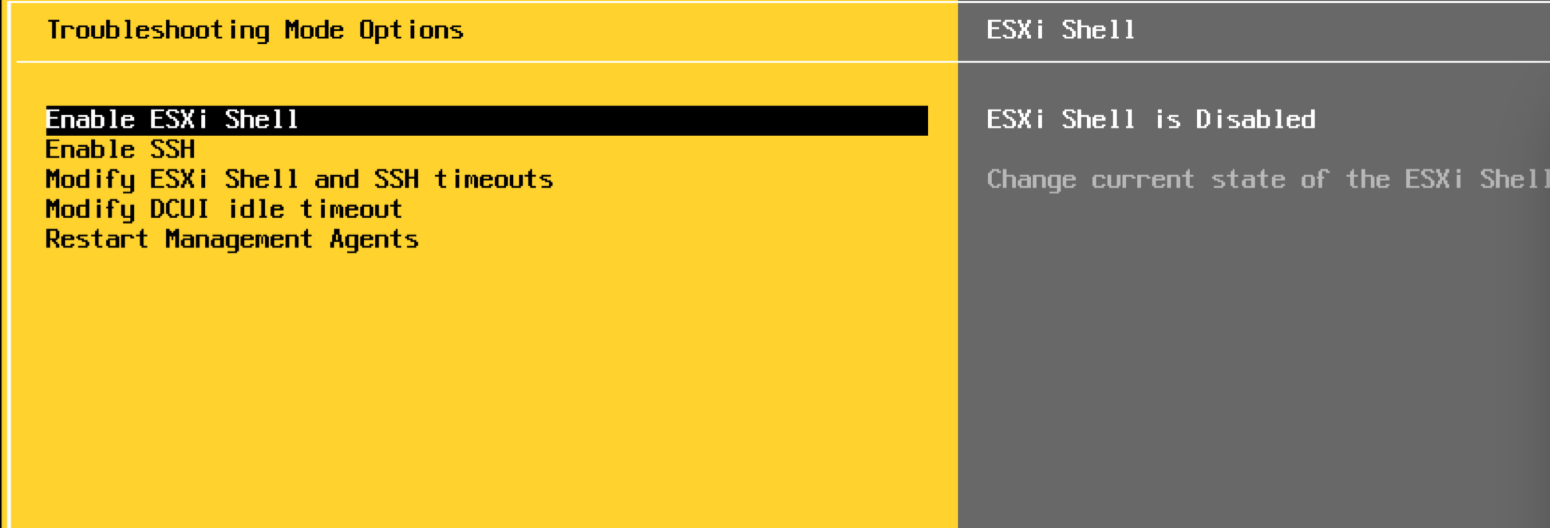 Troubleshooting Mode Options
Enable ESXi Shell
Enable SSH
Modify ESXi Shell and SSH timeouts
Modify DCUI idle timeout
Restart Management Agents
ESXi Shell
ESXi Shell is Disabled
Change current state of the ESXi Shell